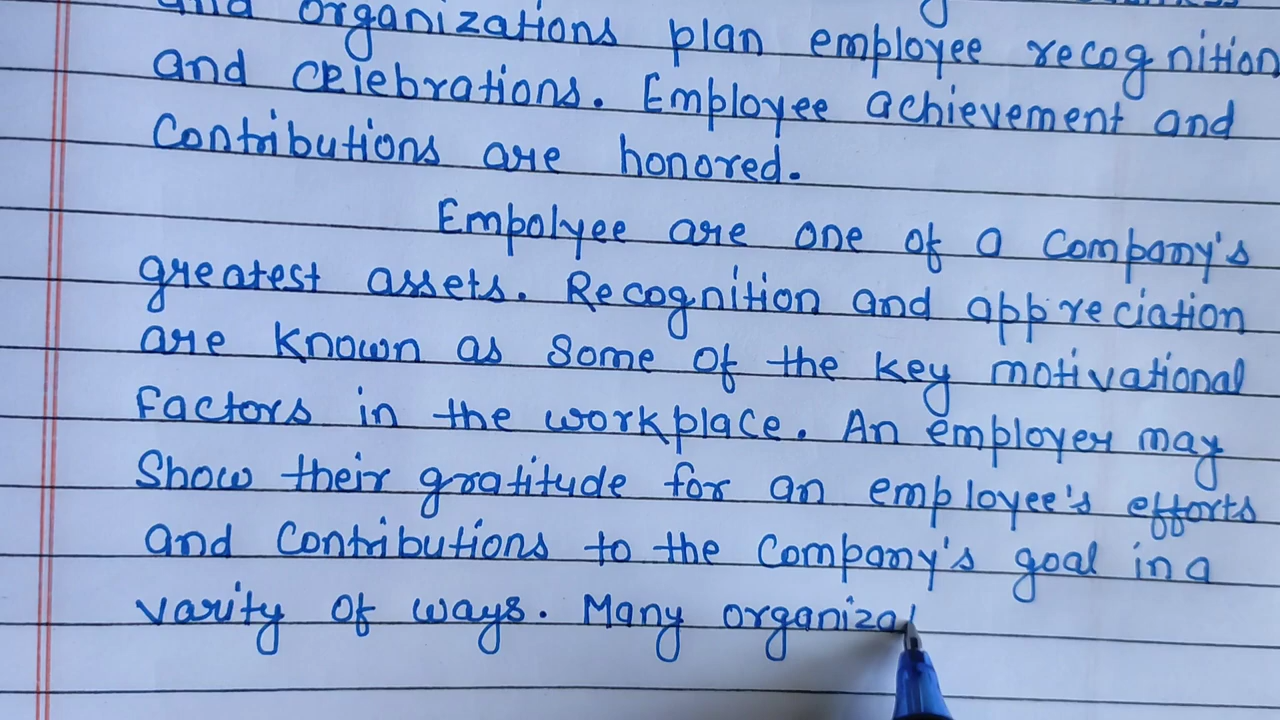 and organizations plan employee recognition
and celebrations. Employee achievement and
Contributions are honored.
Empolyee are one of a Company's
greatest assets. Recognition and appreciation
are known as some of the key motivational
factors in the workplace. An employer may
Show their gratitude for an employee's efforts
and Contributions to the Company's goal in a
varity of ways. Many organizat